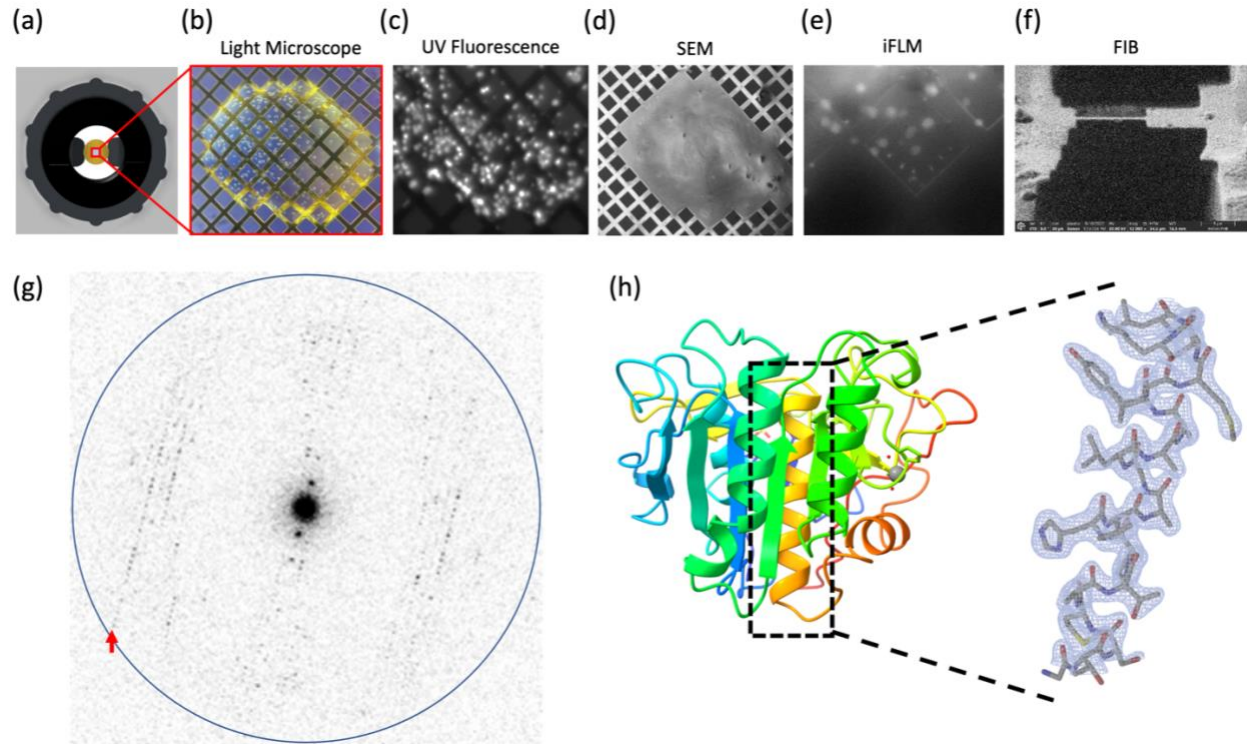 (a)
(b)
(c)
(d)
(e)
(f)
Light Microscope
UV Fluorescence
SEM
iFLM
FIB
(g)
(h)